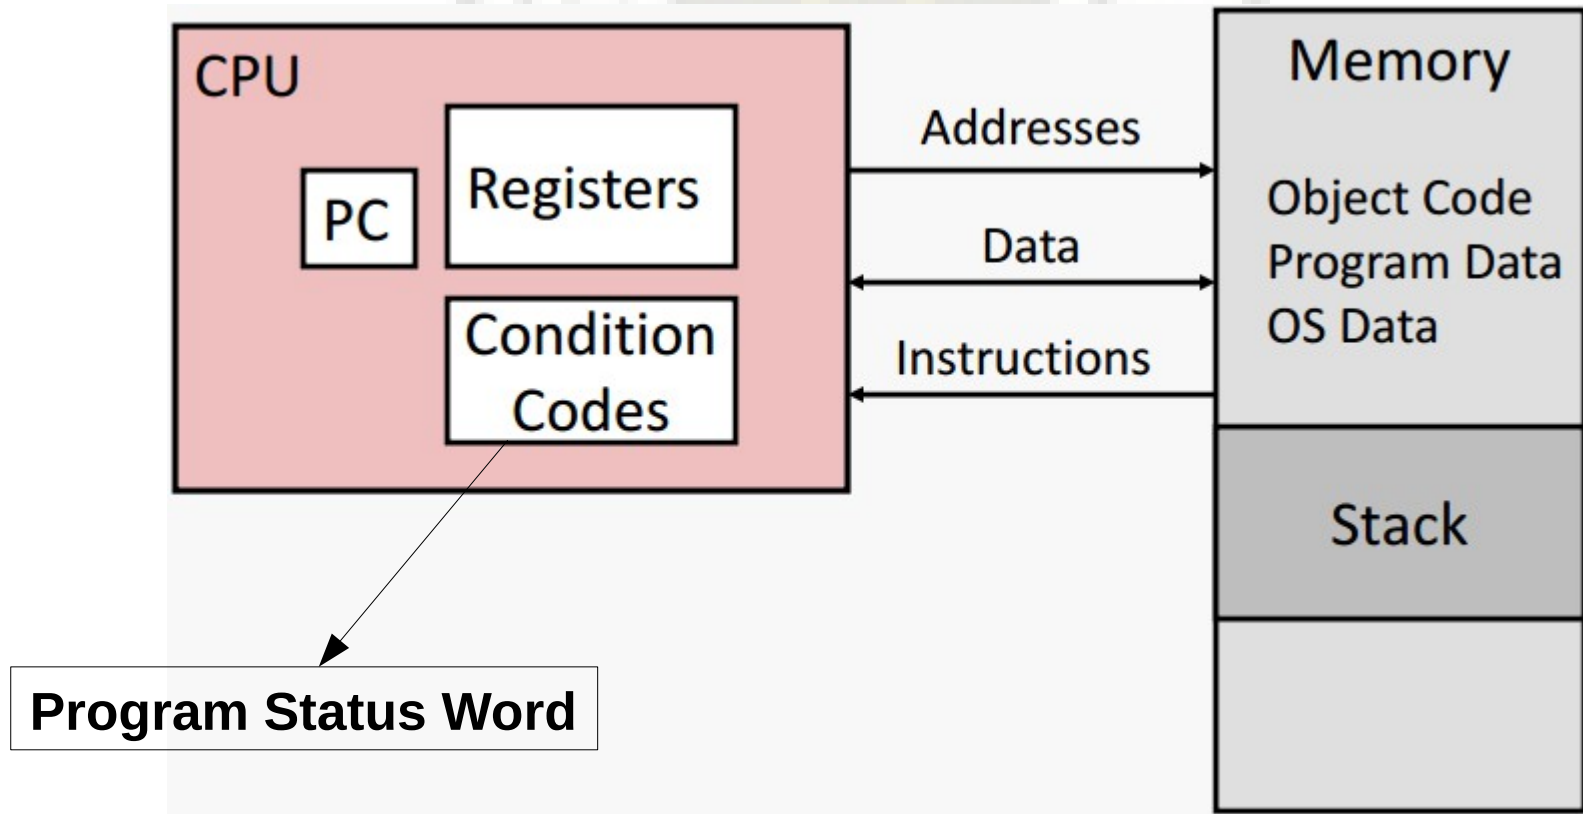 CPU
PC
Registers
Condition
Codes
Program Status Word
Addresses
Data
Instructions
Memory
Object Code
Program Data
OS Data
Stack